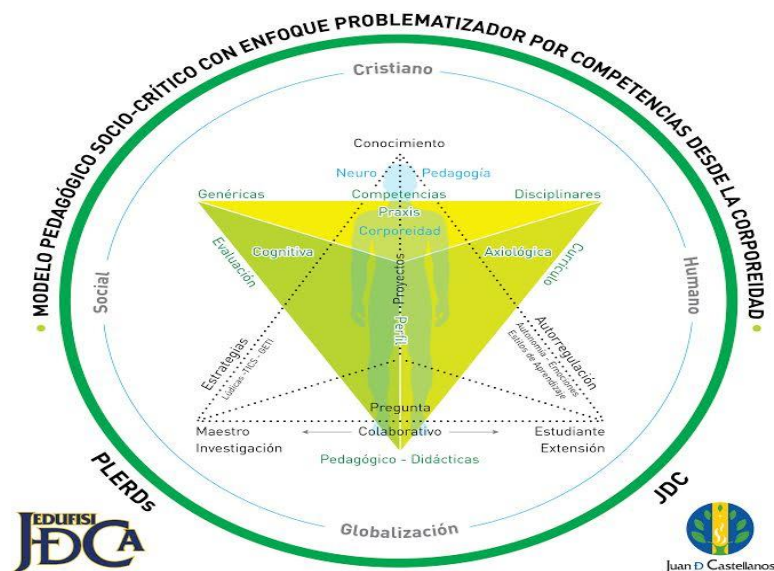 MODELO PEDAGÓGICO SOCIO-CRÍTICO CON ENFOQUE PROBLEMATIZADOR POR COMPETENCIAS DESDE LA CORPOREIDAD
Cristiano
Conocimiento
Neuro Pedagogía
Genéricas Competencias Disciplinares
Praxis
Corporeidad
Cognitiva Axiológica
Evaluación
Currículo
Social
Humano
Proyectos
Perfil
Estrategias
Lúdicas -TICS - GETI
Autorregulación
Autonomía - Emociones
Estilos de Aprendizaje
Pregunta
Maestro Colaborativo Estudiante
Investigación Extensión
Pedagógico - Didácticas
PLERDs
JDC
Globalización
EDUFISI
JDCA
Juan D Castellanos